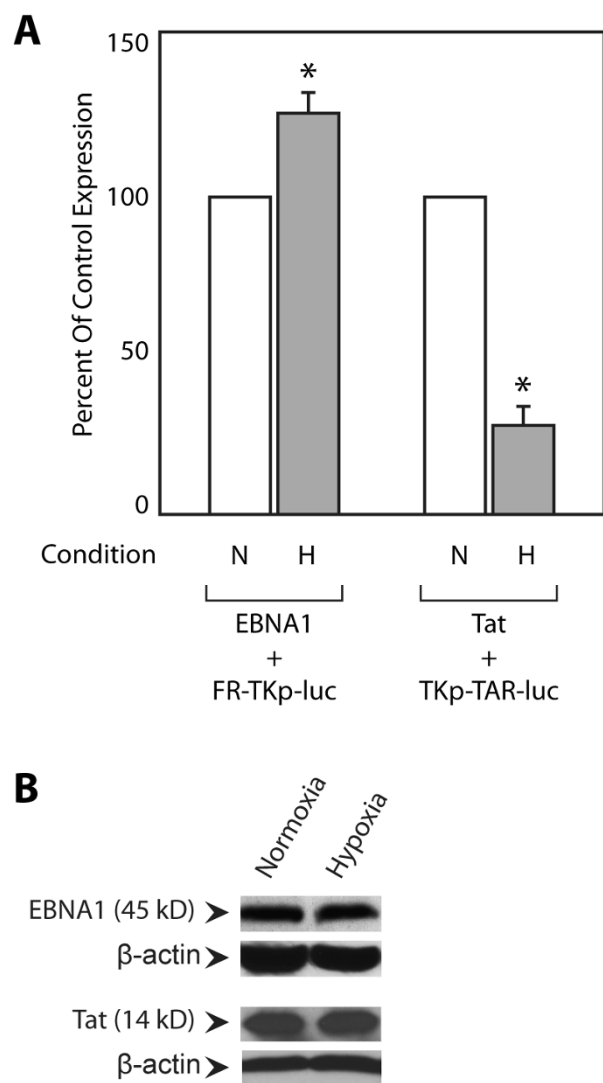 A
150
100
50
0
Percent Of Control Expression
* *
Condition N H N H
EBNA1 Tat
+ +
FR-TKp-luc TKp-TAR-luc
B
Normoxia Hypoxia
EBNA1 (45 kD)
β-actin
Tat (14 kD)
β-actin